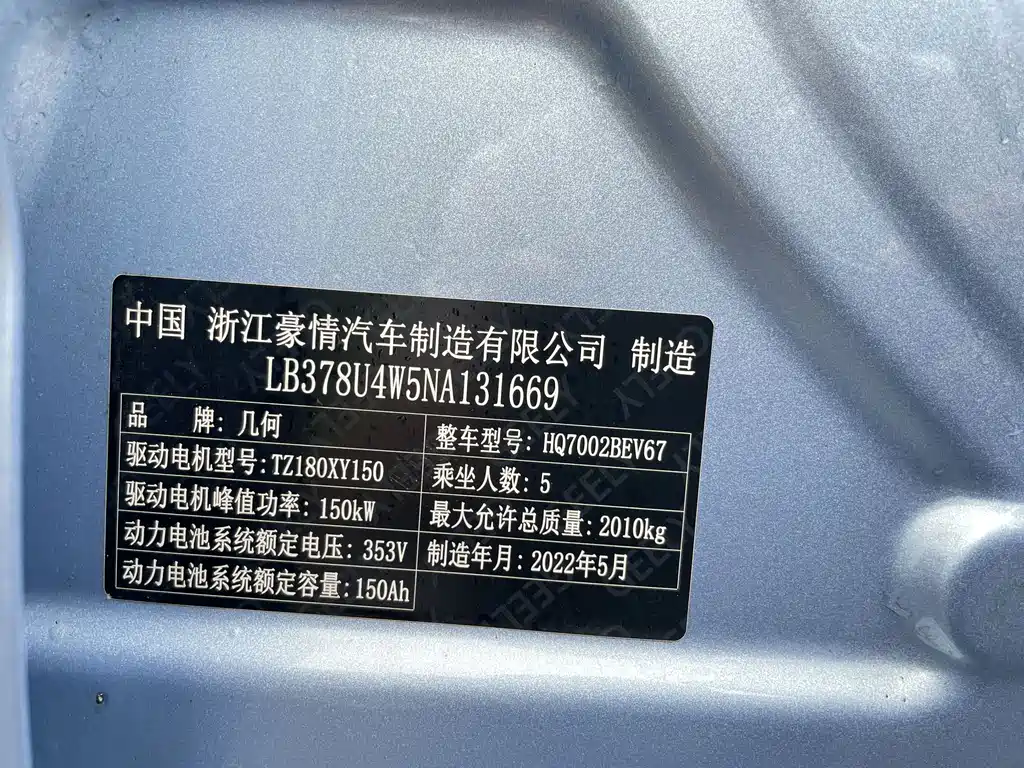 中国 浙江豪情汽车制造有限公司 制造
LB378U4W5NA131669
品 牌: 几何
整车型号: HQ7002BEV67
驱动电机型号:TZ180XY150
乘坐人数: 5
驱动电机峰值功率: 150kW
最大允许总质量: 2010kg
动力电池系统额定电压: 353V
制造年月: 2022年5月
动力电池系统额定容量: 150Ah